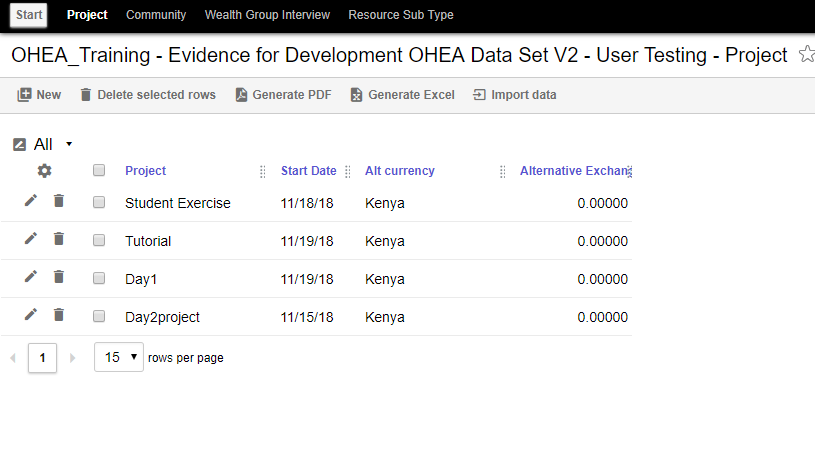 Start Project Community Wealth Group Interview Resource Sub Type
OHEA_Training - Evidence for Development OHEA Data Set V2 - User Testing - Project
New Delete selected rows Generate PDF Generate Excel Import data
All
Project Start Date Alt currency Alternative Exchang
Student Exercise 11/18/18 Kenya 0.00000
Tutorial 11/19/18 Kenya 0.00000
Day1 11/19/18 Kenya 0.00000
Day2project 11/15/18 Kenya 0.00000
1 15 rows per page